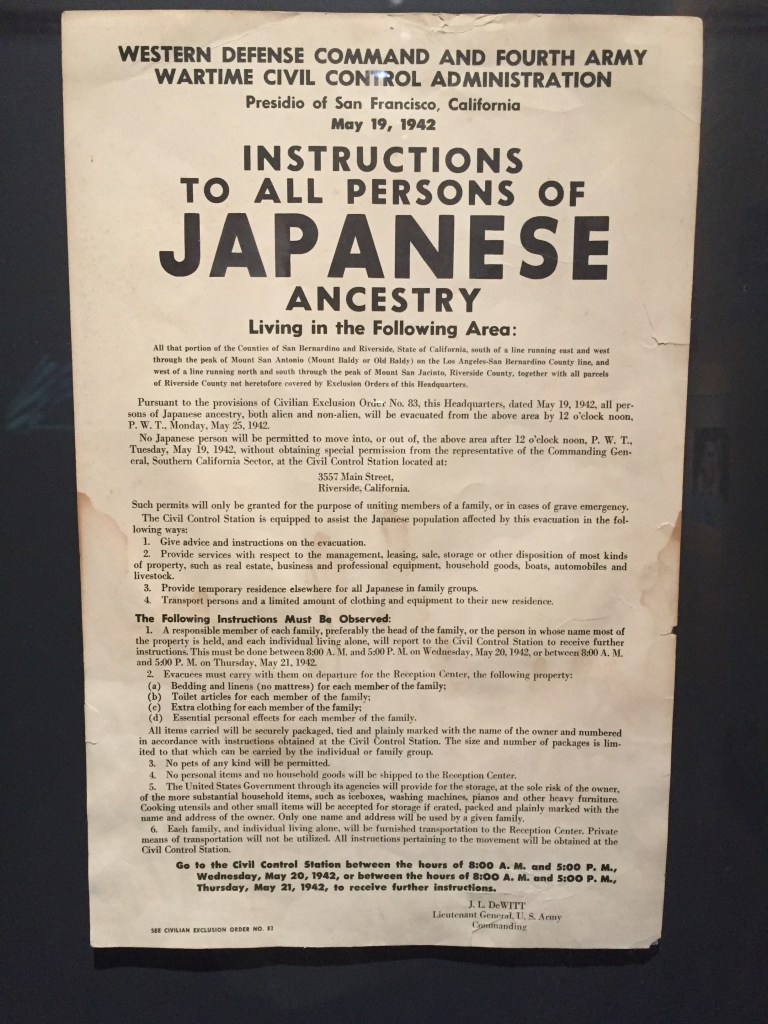 WESTERN DEFENSE COMMAND AND FOURTH ARMY
WARTIME CIVIL CONTROL ADMINISTRATION
Presidio of San Francisco, California
May 19, 1942
INSTRUCTIONS
TO ALL PERSONS OF
JAPANESE
ANCESTRY
Living in the Following Area:
All that portion of the Counties of San Bernardino and Riverside, State of California, south of a line running east and west
through the peak of Mount San Antonio (Mount Baldy or Old Baldy) on the Los Angeles-San Bernardino County line, and
west of a line running north and south through the peak of Mount San Jacinto, Riverside County, together with all parcels
of Riverside County not heretofore covered by Exclusion Orders of this Headquarters.
Pursuant to the provisions of Civilian Exclusion Order No. 83, this Headquarters, dated May 19, 1942, all per-
sons of Japanese ancestry, both alien and non-alien, will be evacuated from the above area by 12 o'clock noon,
P. W. T., Monday, May 25, 1942.
No Japanese person will be permitted to move into, or out of, the above area after 12 o'clock noon, P. W. T.,
Tuesday, May 19, 1942, without obtaining special permission from the representative of the Commanding Gen-
eral, Southern California Sector, at the Civil Control Station located at:
3557 Main Street,
Riverside, California.
Such permits will only be granted for the purpose of uniting members of a family, or in cases of grave emergency.
The Civil Control Station is equipped to assist the Japanese population affected by this evacuation in the fol-
lowing ways:
1. Give advice and instructions on the evacuation.
2. Provide services with respect to the management, leasing, sale, storage or other disposition of most kinds
of property, such as real estate, business and professional equipment, household goods, boats, automobiles and
livestock.
3. Provide temporary residence elsewhere for all Japanese in family groups.
4. Transport persons and a limited amount of clothing and equipment to their new residence.
The Following Instructions Must Be Observed:
1. A responsible member of each family, preferably the head of the family, or the person in whose name most of
the property is held, and each individual living alone, will report to the Civil Control Station to receive further
instructions. This must be done between 8:00 A. M. and 5:00 P. M. on Wednesday, May 20, 1942, or between 8:00 A. M.
and 5:00 P. M. on Thursday, May 21, 1942.
2. Evacuees must carry with them on departure for the Reception Center, the following property:
(a) Bedding and linens (no mattress) for each member of the family;
(b) Toilet articles for each member of the family;
(c) Extra clothing for each member of the family;
(d) Essential personal effects for each member of the family.
All items carried will be securely packaged, tied and plainly marked with the name of the owner and numbered
in accordance with instructions obtained at the Civil Control Station. The size and number of packages is lim-
ited to that which can be carried by the individual or family group.
3. No pets of any kind will be permitted.
4. No personal items and no household goods will be shipped to the Reception Center.
5. The United States Government through its agencies will provide for the storage, at the sole risk of the owner,
of the more substantial household items, such as iceboxes, washing machines, pianos and other heavy furniture.
Cooking utensils and other small items will be accepted for storage if crated, packed and plainly marked with the
name and address of the owner. Only one name and address will be used by a given family.
6. Each family, and individual living alone, will be furnished transportation to the Reception Center. Private
means of transportation will not be utilized. All instructions pertaining to the movement will be obtained at the
Civil Control Station.
Go to the Civil Control Station between the hours of 8:00 A. M. and 5:00 P. M.,
Wednesday, May 20, 1942, or between the hours of 8:00 A. M. and 5:00 P. M.,
Thursday, May 21, 1942, to receive further instructions.
J. L. DeWITT
Lieutenant General, U. S. Army
Commanding
SEE CIVILIAN EXCLUSION ORDER NO. 83